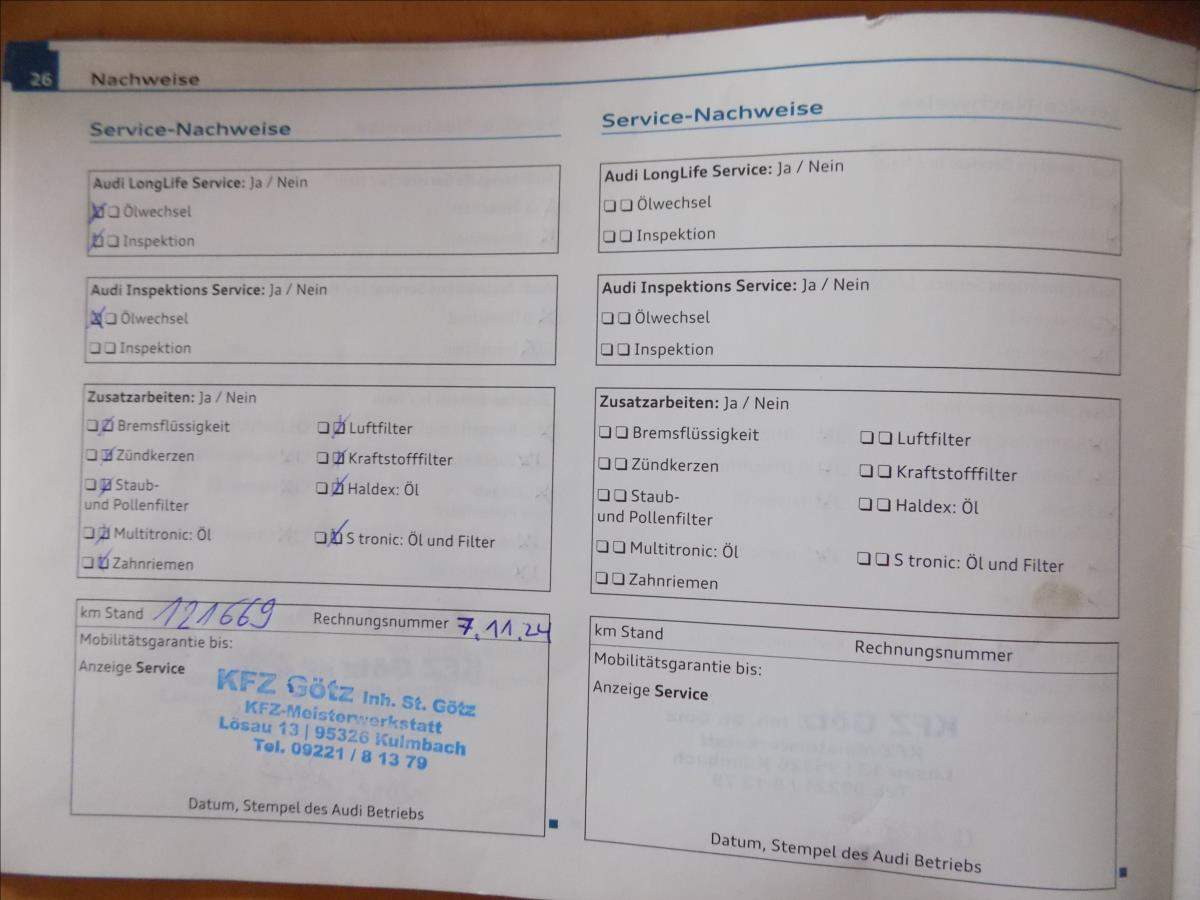 26 Nachweise
Service-Nachweise
Audi LongLife Service: Ja / Nein
Ölwechsel
Inspektion
Audi Inspektions Service: Ja / Nein
Ölwechsel
Inspektion
Zusatzarbeiten: Ja / Nein
Bremsflüssigkeit Luftfilter
Zündkerzen Kraftstofffilter
Staub- Haldex: Öl
und Pollenfilter
Multitronic: Öl S tronic: Öl und Filter
Zahnriemen
km Stand 121669 Rechnungsnummer 7.11.24
Mobilitätsgarantie bis:
Anzeige Service
KFZ Götz Inh. St. Götz
KFZ-Meisterwerkstatt
Lösau 13 | 95326 Kulmbach
Tel. 09221 / 8 13 79
Datum, Stempel des Audi Betriebs
Service-Nachweise
Audi LongLife Service: Ja / Nein
Ölwechsel
Inspektion
Audi Inspektions Service: Ja / Nein
Ölwechsel
Inspektion
Zusatzarbeiten: Ja / Nein
Bremsflüssigkeit Luftfilter
Zündkerzen Kraftstofffilter
Staub- Haldex: Öl
und Pollenfilter
Multitronic: Öl S tronic: Öl und Filter
Zahnriemen
km Stand Rechnungsnummer
Mobilitätsgarantie bis:
Anzeige Service
Datum, Stempel des Audi Betriebs